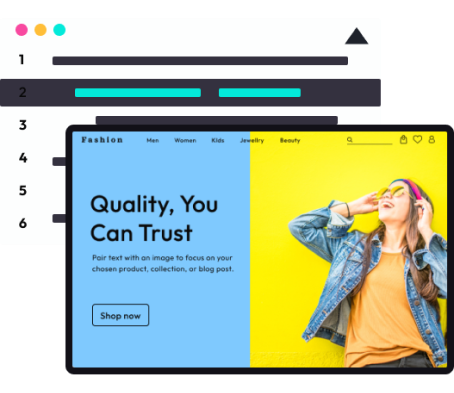 1
2
3
4
5
6
Fashion Men Women Kids Jewellry Beauty
Quality, You
Can Trust
Pair text with an image to focus on your
chosen product, collection, or blog post.
Shop now